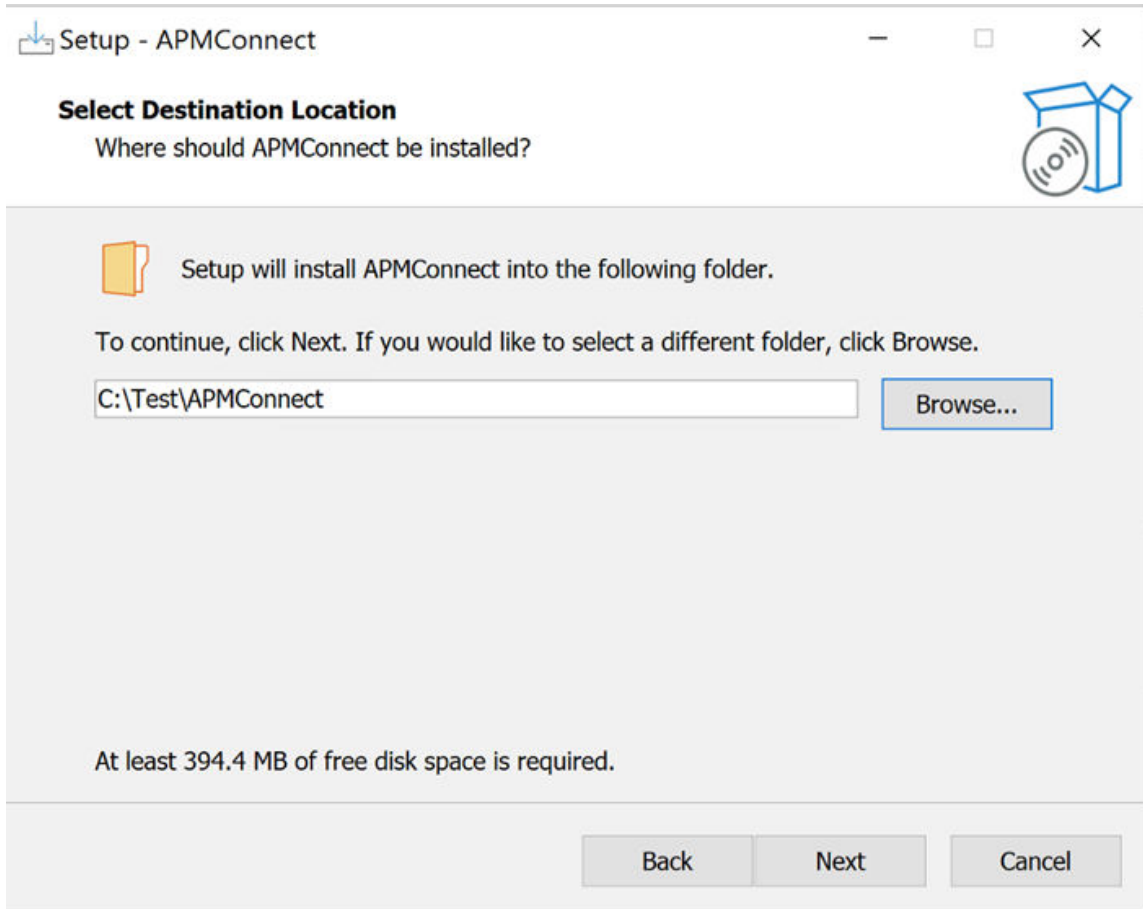 Setup - APMConnect
Select Destination Location
Where should APMConnect be installed?
Setup will install APMConnect into the following folder.
To continue, click Next. If you would like to select a different folder, click Browse.
C:\Test\APMConnect
Browse...
At least 394.4 MB of free disk space is required.
Back Next Cancel